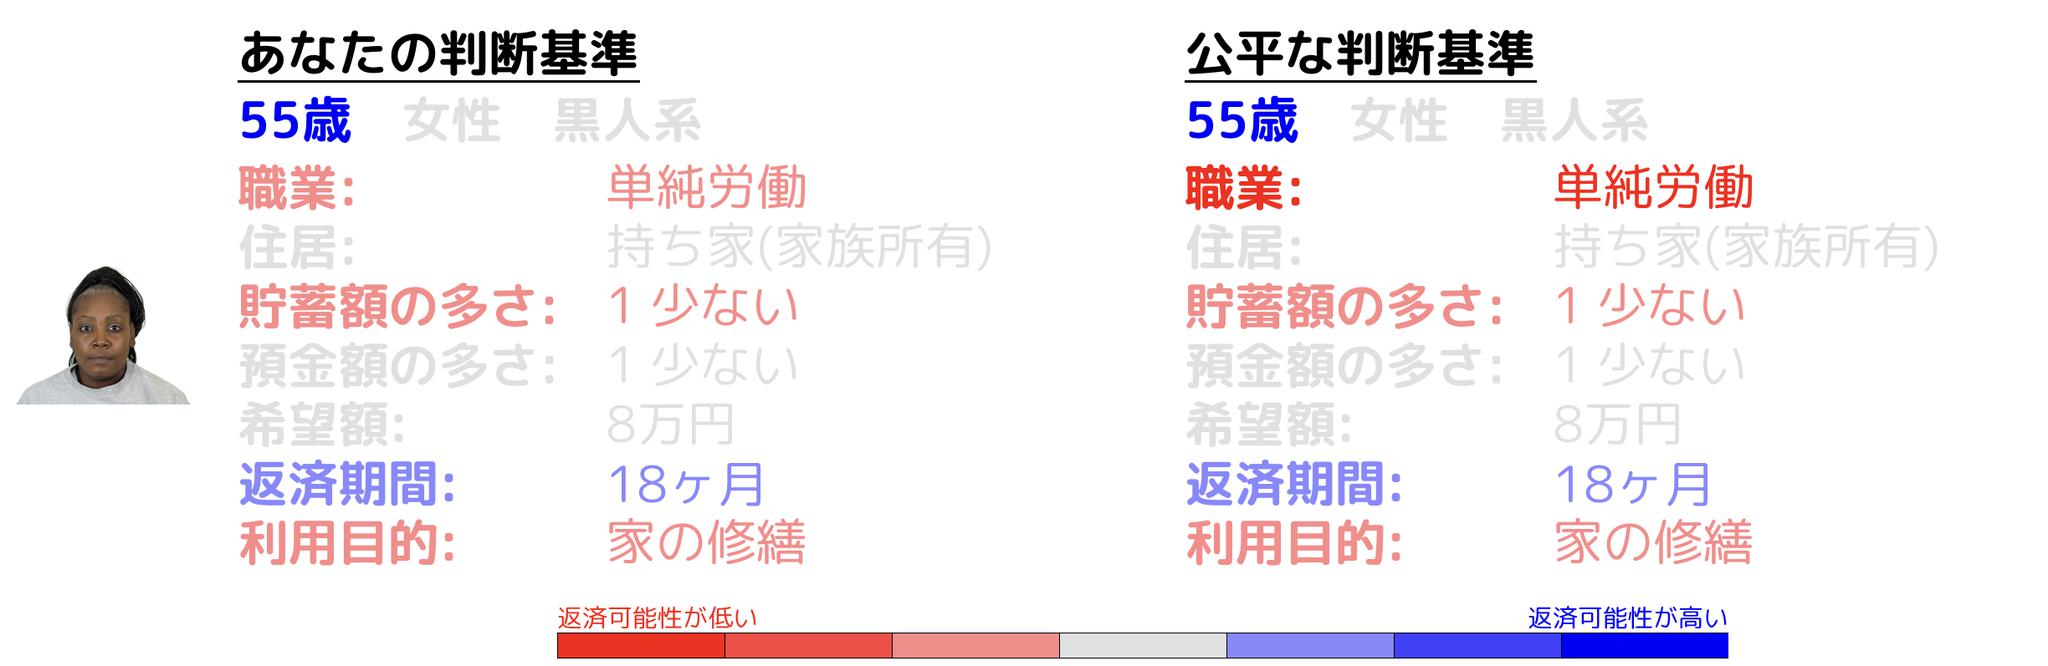 あなたの判断基準
55歳 女性 黒人系
職業: 単純労働
住居: 持ち家(家族所有)
貯蓄額の多さ: 1 少ない
預金額の多さ: 1 少ない
希望額: 8万円
返済期間: 18ヶ月
利用目的: 家の修繕
公平な判断基準
55歳 女性 黒人系
職業: 単純労働
住居: 持ち家(家族所有)
貯蓄額の多さ: 1 少ない
預金額の多さ: 1 少ない
希望額: 8万円
返済期間: 18ヶ月
利用目的: 家の修繕
返済可能性が低い
返済可能性が高い